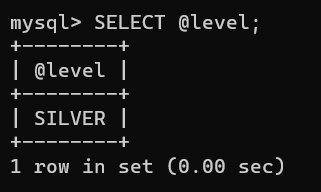 mysql> SELECT @level;
+--------+
| @level |
+--------+
| SILVER |
+--------+
1 row in set (0.00 sec)